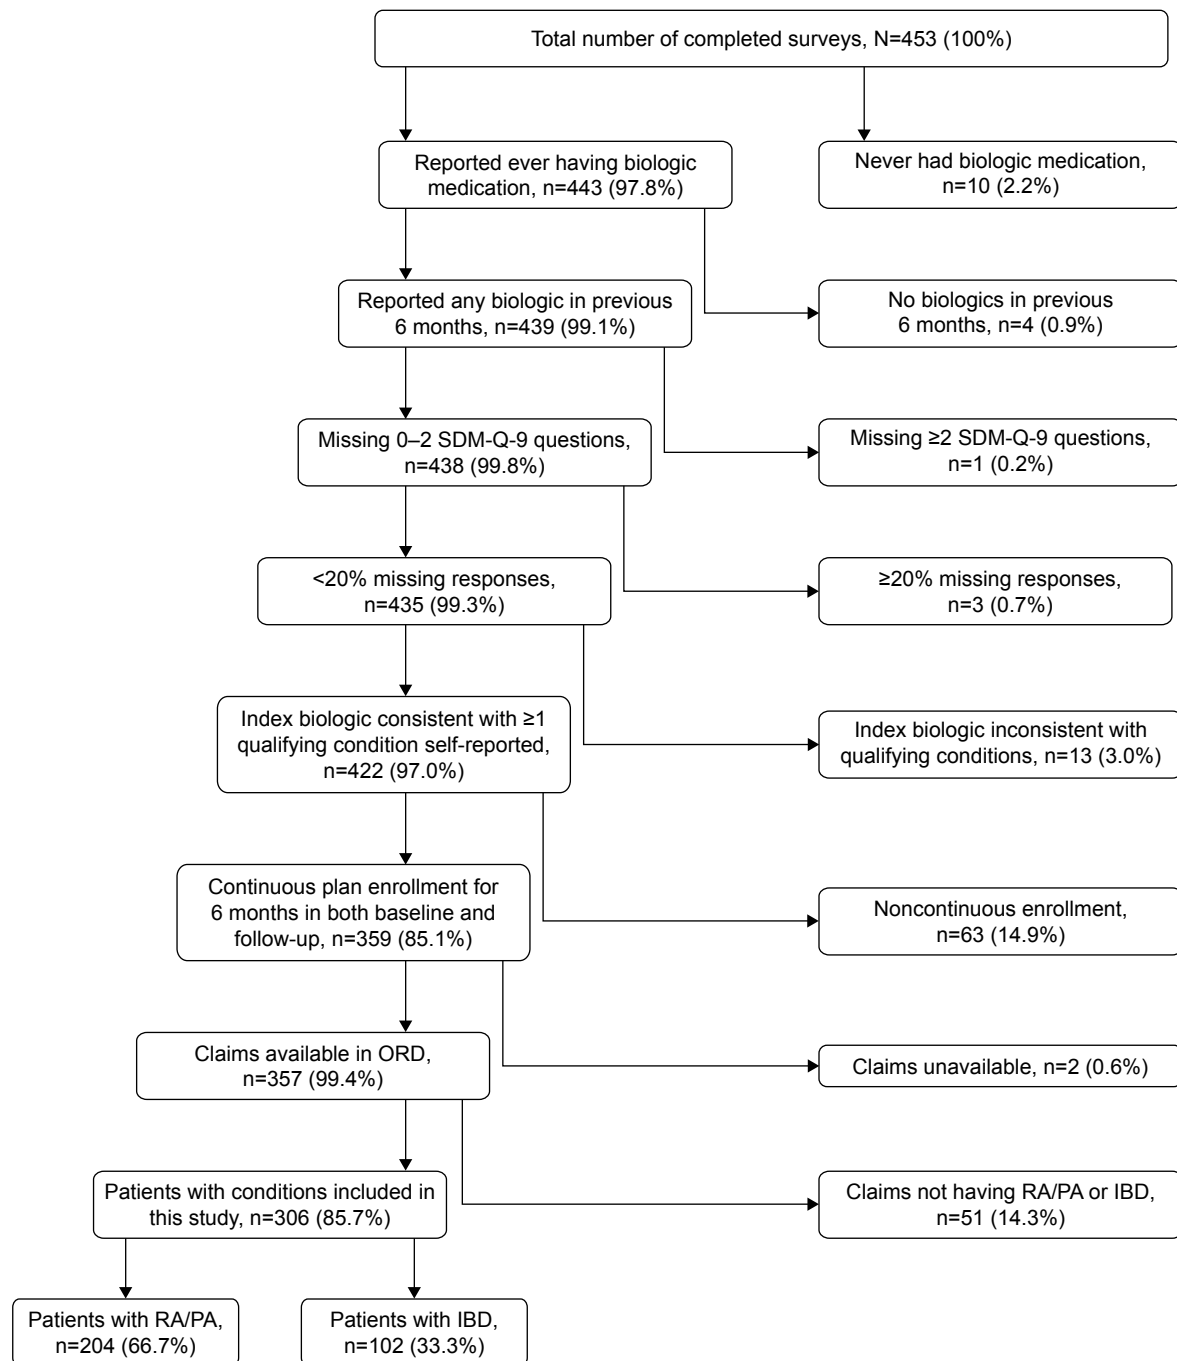 Total number of completed surveys, N=453 (100%)
Reported ever having biologic
medication, n=443 (97.8%)
Never had biologic medication,
n=10 (2.2%)
Reported any biologic in previous
6 months, n=439 (99.1%)
No biologics in previous
6 months, n=4 (0.9%)
Missing 0–2 SDM-Q-9 questions,
n=438 (99.8%)
Missing ≥2 SDM-Q-9 questions,
n=1 (0.2%)
<20% missing responses,
n=435 (99.3%)
≥20% missing responses,
n=3 (0.7%)
Index biologic consistent with ≥1
qualifying condition self-reported,
n=422 (97.0%)
Index biologic inconsistent with
qualifying conditions, n=13 (3.0%)
Continuous plan enrollment for
6 months in both baseline and
follow-up, n=359 (85.1%)
Noncontinuous enrollment,
n=63 (14.9%)
Claims available in ORD,
n=357 (99.4%)
Claims unavailable, n=2 (0.6%)
Patients with conditions included in
this study, n=306 (85.7%)
Claims not having RA/PA or IBD,
n=51 (14.3%)
Patients with RA/PA,
n=204 (66.7%)
Patients with IBD,
n=102 (33.3%)